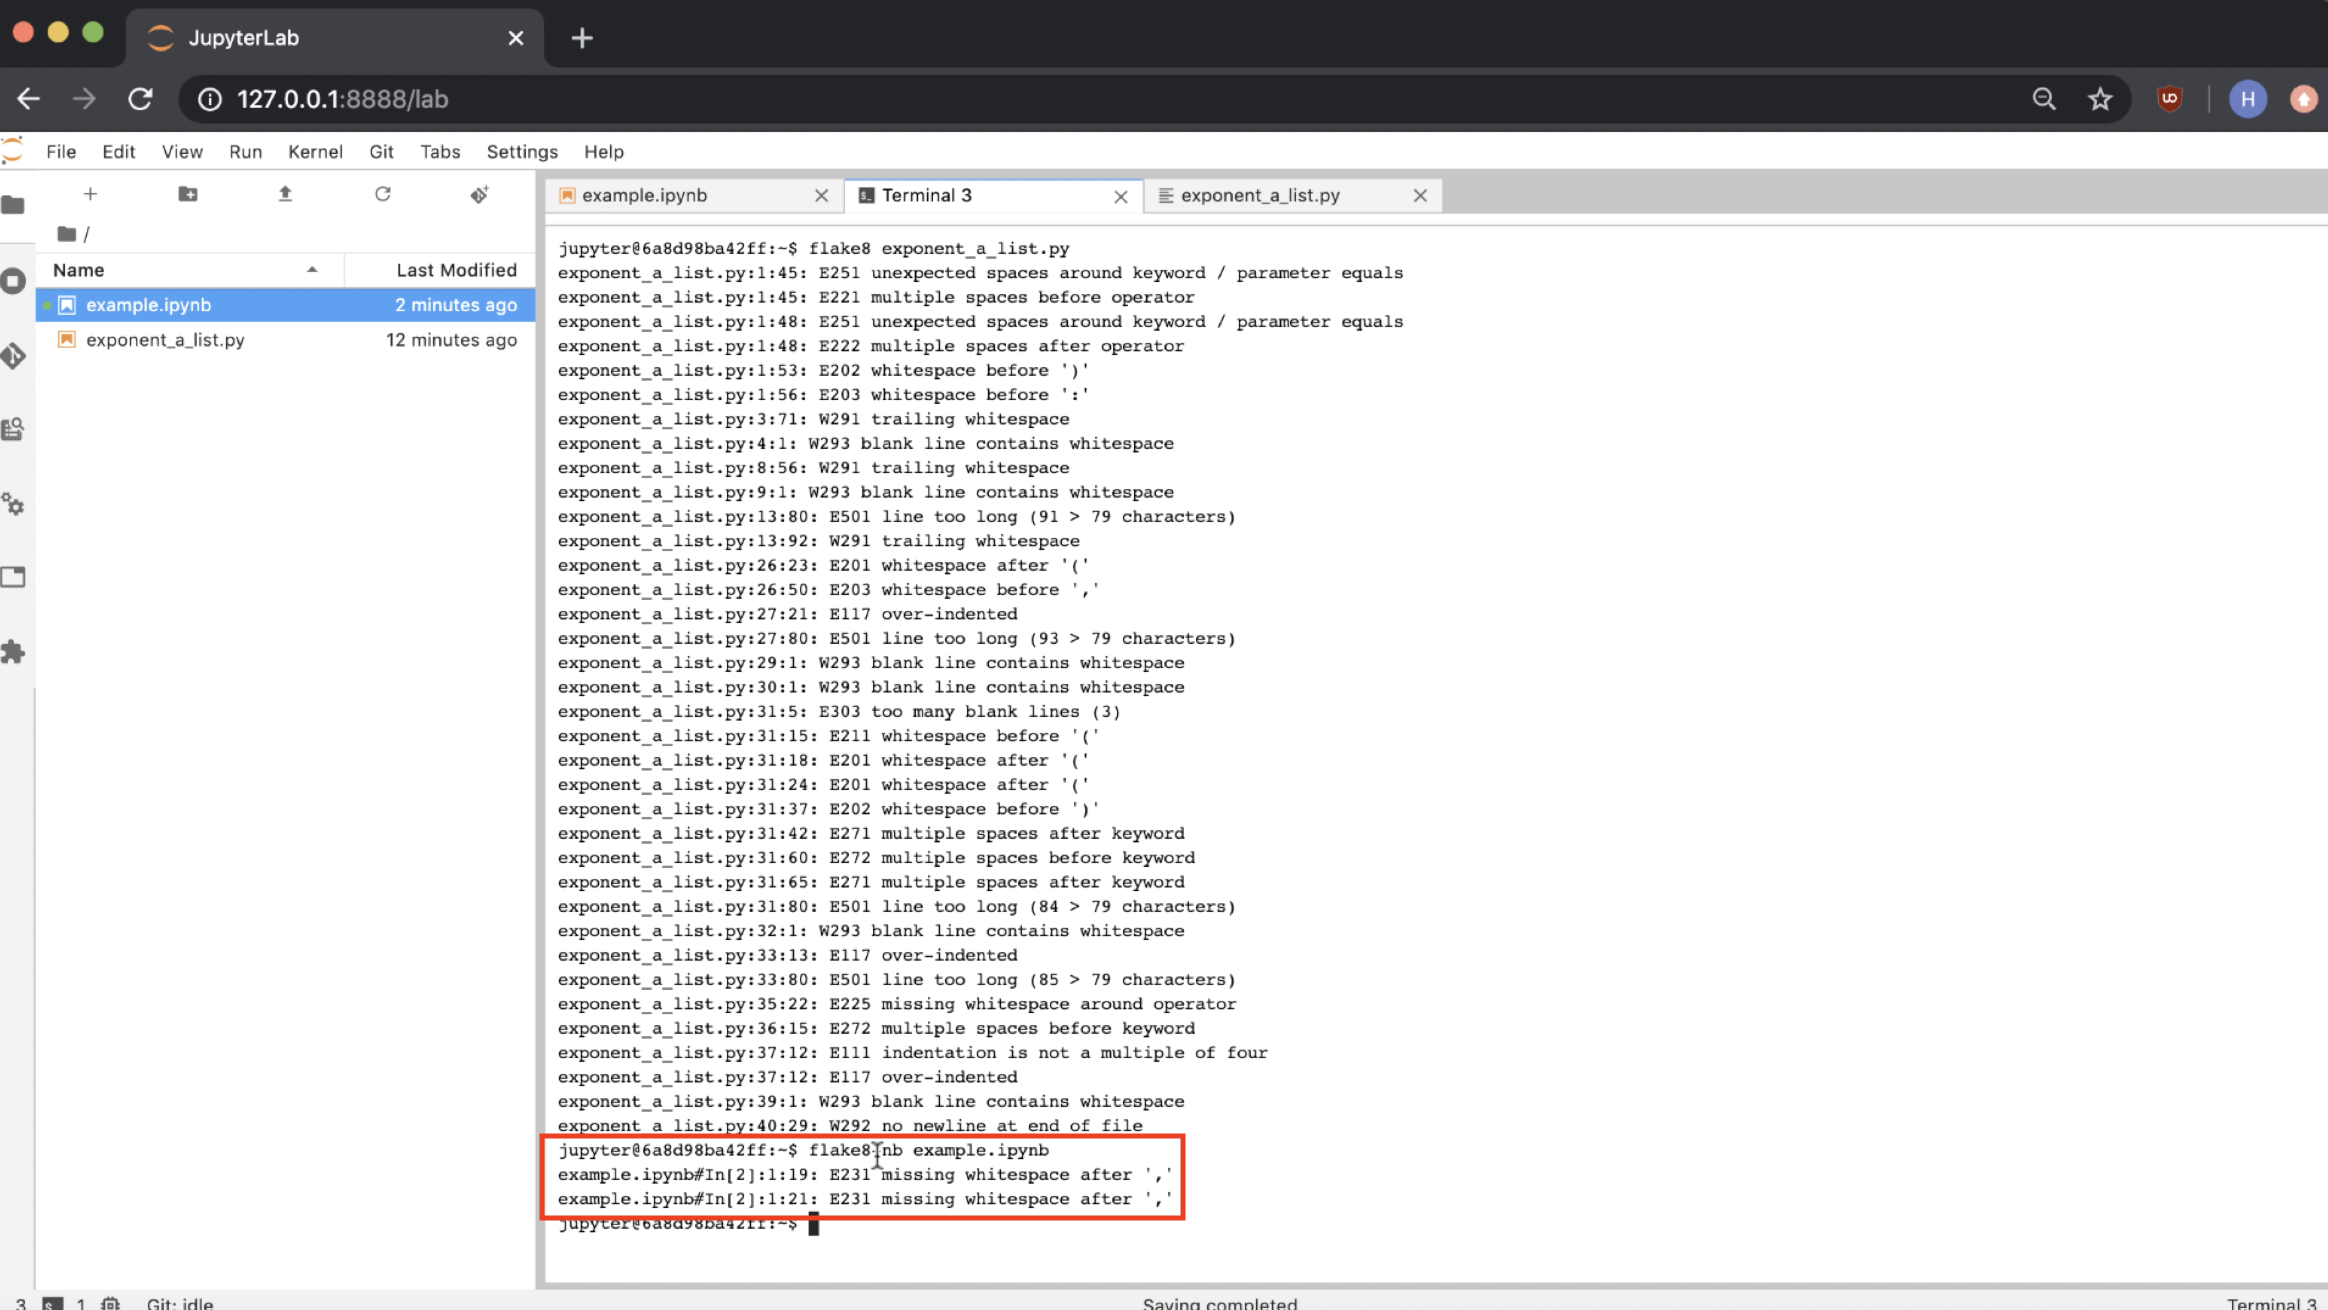 JupyterLab
127.0.0.1:8888/lab
H
File Edit View Run Kernel Git Tabs Settings Help
example.ipynb Terminal 3 exponent_a_list.py
/
Name Last Modified
example.ipynb 2 minutes ago
exponent_a_list.py 12 minutes ago
jupyter@6a8d98ba42ff:~$ flake8 exponent_a_list.py
exponent_a_list.py:1:45: E251 unexpected spaces around keyword / parameter equals
exponent_a_list.py:1:45: E221 multiple spaces before operator
exponent_a_list.py:1:48: E251 unexpected spaces around keyword / parameter equals
exponent_a_list.py:1:48: E222 multiple spaces after operator
exponent_a_list.py:1:53: E202 whitespace before ')'
exponent_a_list.py:1:56: E203 whitespace before ':'
exponent_a_list.py:3:71: W291 trailing whitespace
exponent_a_list.py:4:1: W293 blank line contains whitespace
exponent_a_list.py:8:56: W291 trailing whitespace
exponent_a_list.py:9:1: W293 blank line contains whitespace
exponent_a_list.py:13:80: E501 line too long (91 > 79 characters)
exponent_a_list.py:13:92: W291 trailing whitespace
exponent_a_list.py:26:23: E201 whitespace after '('
exponent_a_list.py:26:50: E203 whitespace before ','
exponent_a_list.py:27:21: E117 over-indented
exponent_a_list.py:27:80: E501 line too long (93 > 79 characters)
exponent_a_list.py:29:1: W293 blank line contains whitespace
exponent_a_list.py:30:1: W293 blank line contains whitespace
exponent_a_list.py:31:5: E303 too many blank lines (3)
exponent_a_list.py:31:15: E211 whitespace before '('
exponent_a_list.py:31:18: E201 whitespace after '('
exponent_a_list.py:31:24: E201 whitespace after '('
exponent_a_list.py:31:37: E202 whitespace before ')'
exponent_a_list.py:31:42: E271 multiple spaces after keyword
exponent_a_list.py:31:60: E272 multiple spaces before keyword
exponent_a_list.py:31:65: E271 multiple spaces after keyword
exponent_a_list.py:31:80: E501 line too long (84 > 79 characters)
exponent_a_list.py:32:1: W293 blank line contains whitespace
exponent_a_list.py:33:13: E117 over-indented
exponent_a_list.py:33:80: E501 line too long (85 > 79 characters)
exponent_a_list.py:35:22: E225 missing whitespace around operator
exponent_a_list.py:36:15: E272 multiple spaces before keyword
exponent_a_list.py:37:12: E111 indentation is not a multiple of four
exponent_a_list.py:37:12: E117 over-indented
exponent_a_list.py:39:1: W293 blank line contains whitespace
exponent_a_list.py:40:29: W292 no newline at end of file
jupyter@6a8d98ba42ff:~$ flake8-nb example.ipynb
example.ipynb#In[2]:1:19: E231 missing whitespace after ','
example.ipynb#In[2]:1:21: E231 missing whitespace after ','
jupyter@6a8d98ba42ff:~$
3 1 Git: idle Saving completed Terminal 3